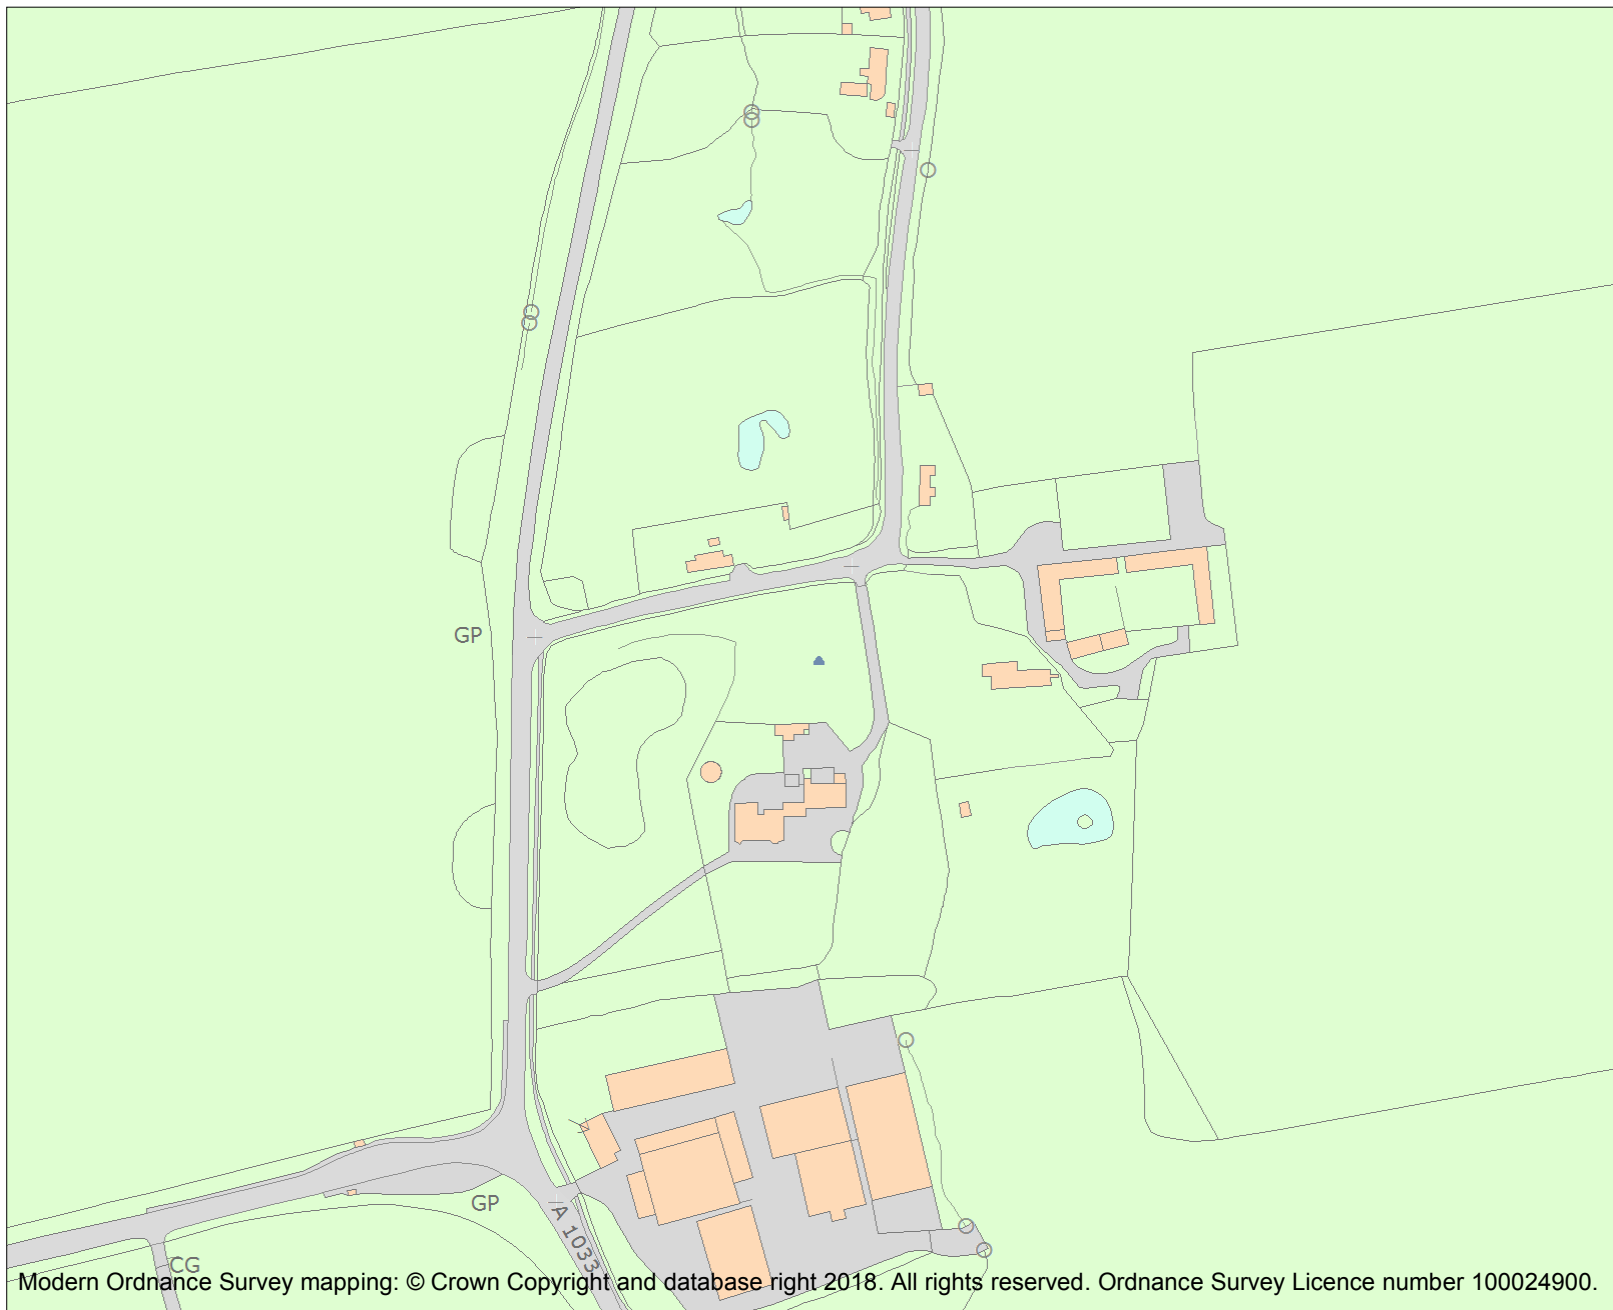 GP
GP
A 1033
CG
Modern Ordnance Survey mapping: © Crown Copyright and database right 2018. All rights reserved. Ordnance Survey Licence number 100024900.